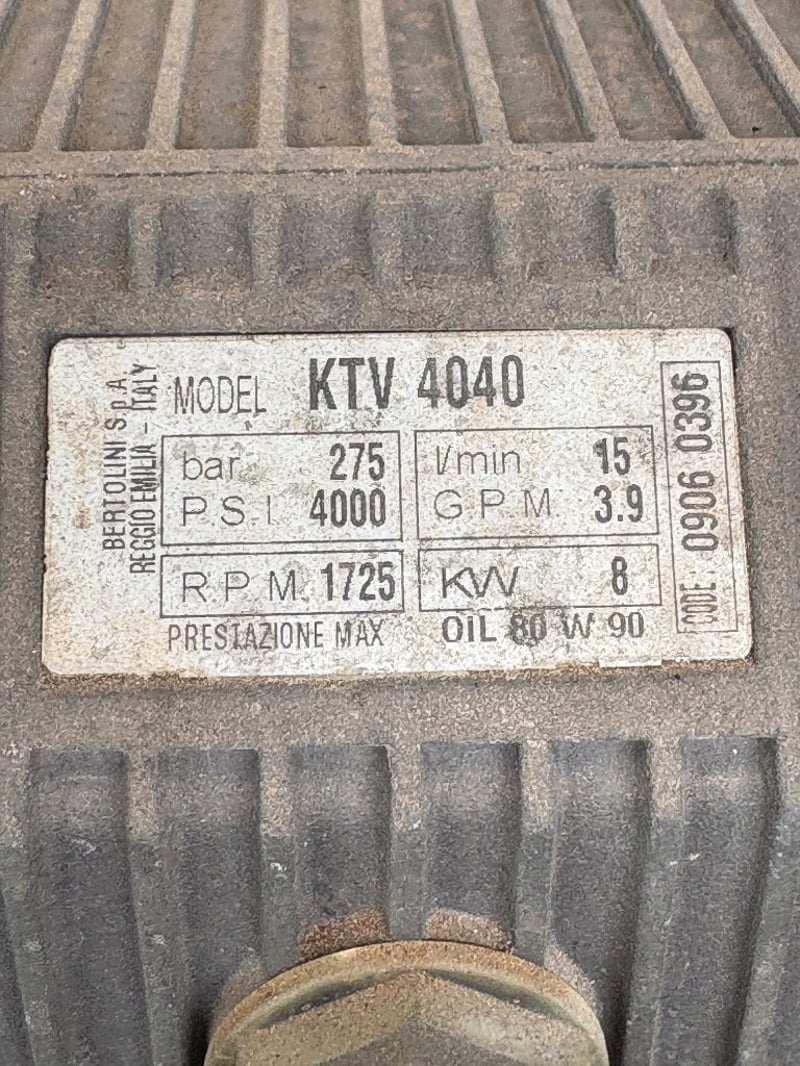 BERTOLINI S.p.A.
REGGIO EMILIA - ITALY
MODEL KTV 4040
bar 275
P.S.I. 4000
l/min 15
G P M 3.9
R.P.M. 1725
KW 8
PRESTAZIONE MAX
OIL 80 W 90
CODE: 0906 0396